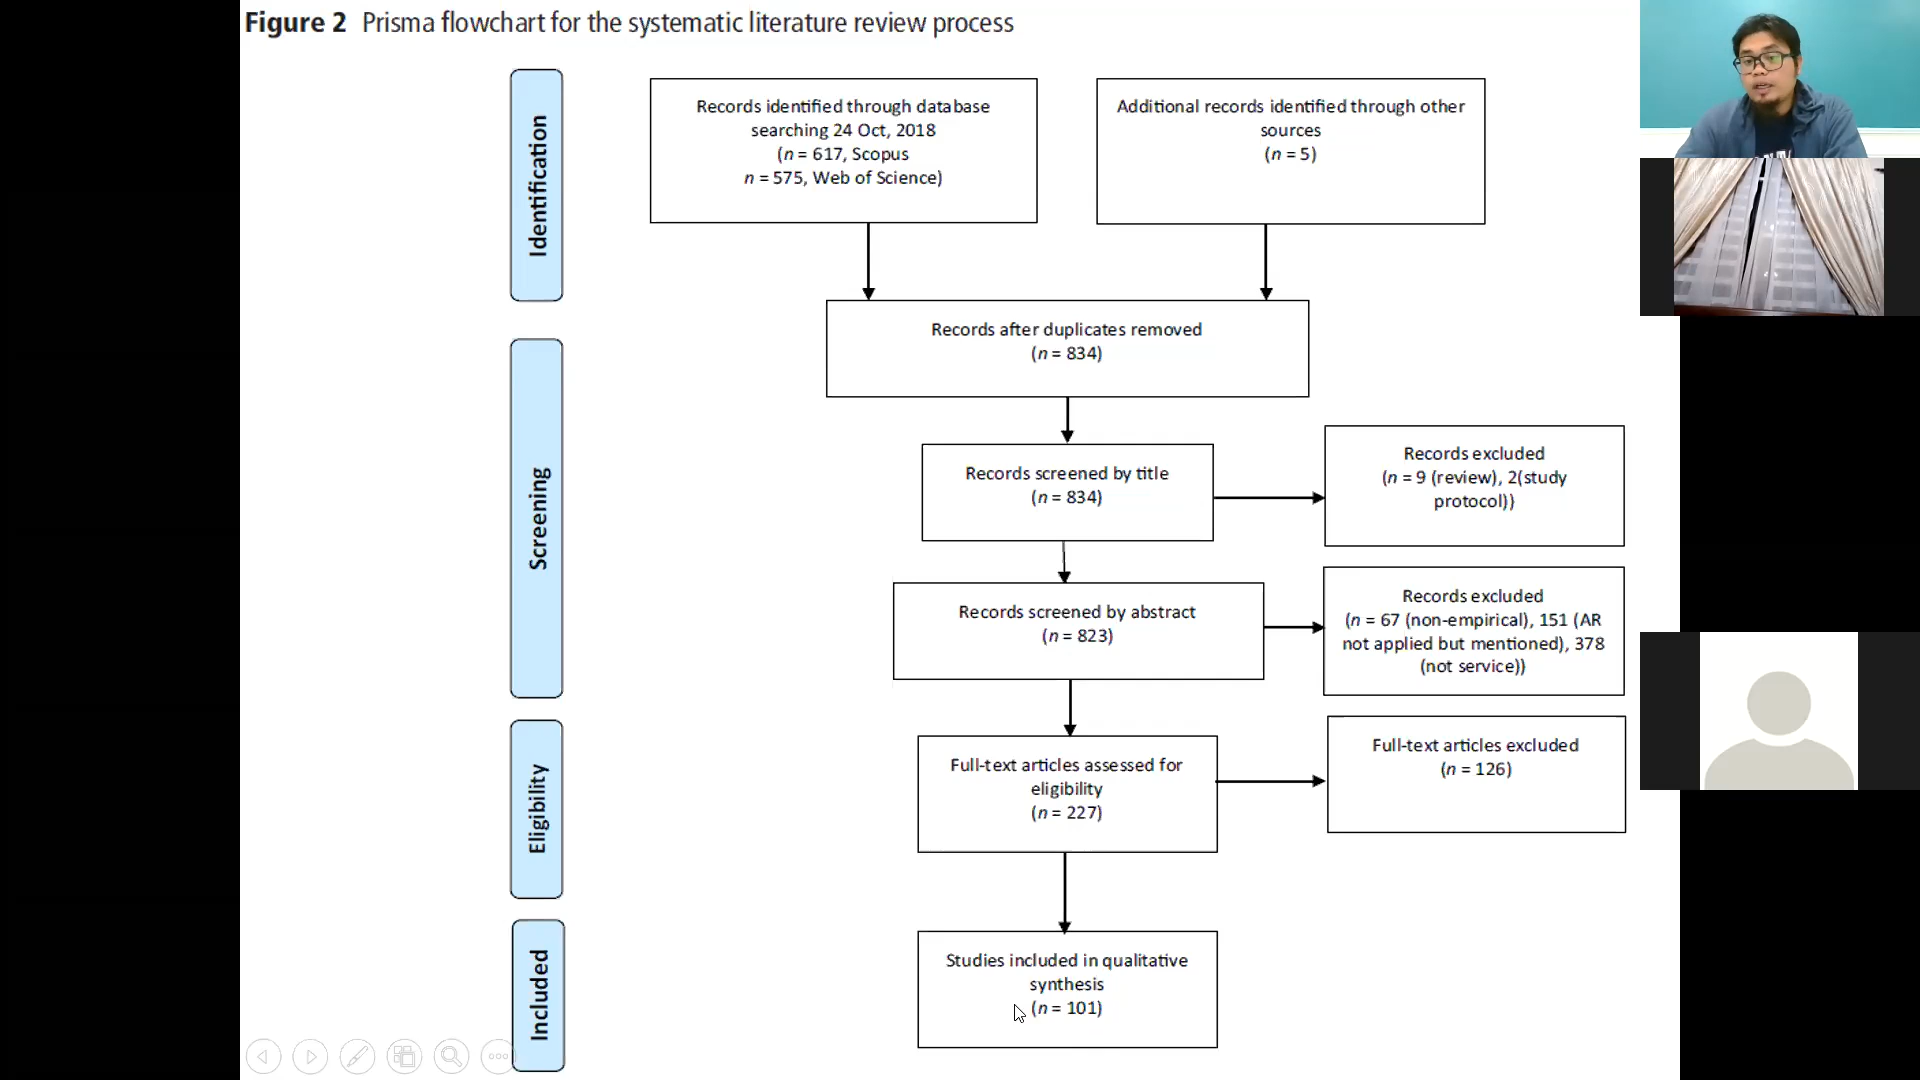 Figure 2 Prisma flowchart for the systematic literature review process
Identification
Records identified through database
searching 24 Oct, 2018
(n = 617, Scopus
n = 575, Web of Science)
Additional records identified through other
sources
(n = 5)
Screening
Records after duplicates removed
(n = 834)
Records screened by title
(n = 834)
Records excluded
(n = 9 (review), 2(study
protocol))
Records screened by abstract
(n = 823)
Records excluded
(n = 67 (non-empirical), 151 (AR
not applied but mentioned), 378
(not service))
Eligibility
Full-text articles assessed for
eligibility
(n = 227)
Full-text articles excluded
(n = 126)
Included
Studies included in qualitative
synthesis
(n = 101)